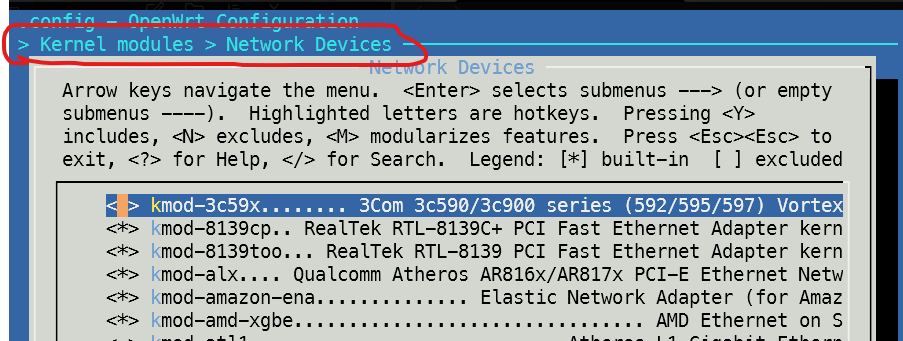 .config - OpenWrt Configuration
> Kernel modules > Network Devices
Network Devices
Arrow keys navigate the menu.  <Enter> selects submenus ---> (or empty
submenus ----).  Highlighted letters are hotkeys.  Pressing <Y>
includes, <N> excludes, <M> modularizes features.  Press <Esc><Esc> to
exit, <?> for Help, </> for Search.  Legend: [*] built-in  [ ] excluded
< > kmod-3c59x........ 3Com 3c590/3c900 series (592/595/597) Vortex
<*> kmod-8139cp.. RealTek RTL-8139C+ PCI Fast Ethernet Adapter kern
<*> kmod-8139too... RealTek RTL-8139 PCI Fast Ethernet Adapter kern
<*> kmod-alx.... Qualcomm Atheros AR816x/AR817x PCI-E Ethernet Netw
<*> kmod-amazon-ena.............. Elastic Network Adapter (for Amaz
<*> kmod-amd-xgbe............................... AMD Ethernet on S